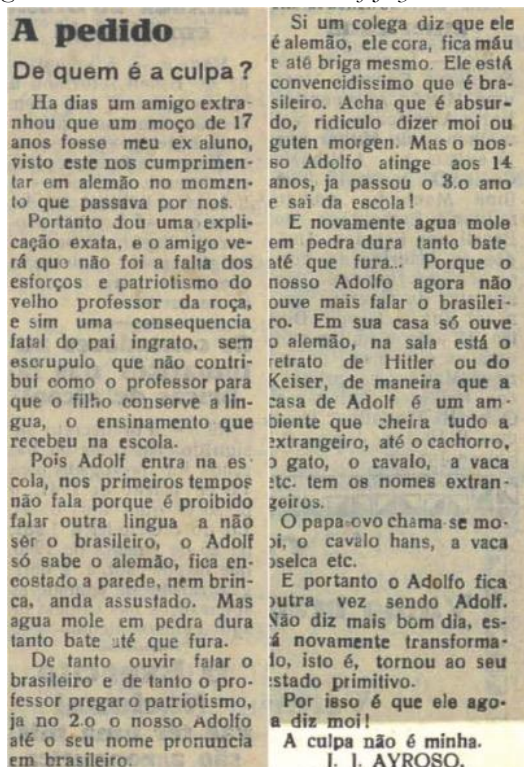 A pedido
De quem é a culpa?
Ha dias um amigo extra-
nhou que um moço de 17
anos fosse meu ex aluno,
visto este nos cumprimen-
tar em alemão no momen-
to que passava por nos.
Portanto dou uma expli-
cação exata, e o amigo ve-
rá que não foi a falta dos
esforços e patriotismo do
velho professor da roça,
e sim uma consequencia
fatal do pai ingrato, sem
escrupulo que não contri-
bui como o professor para
que o filho conserve a lin-
gua, o ensinamento que
recebeu na escola.
Pois Adolf entra na es-
cola, nos primeiros tempos
não fala porque é proibido
falar outra lingua a não
sêr o brasileiro, o Adolf
só sabe o alemão, fica en-
costado a parede, nem brin-
ca, anda assustado. Mas
agua mole em pedra dura
tanto bate até que fura.
De tanto ouvir falar o
brasileiro e de tanto o pro-
fessor pregar o patriotismo,
ja no 2.o o nosso Adolfo
até o seu nome pronuncia
em brasileiro.
Si um colega diz que ele
é alemão, ele cora, fica máu
e até briga mesmo. Ele está
convencidissimo que é bra-
sileiro. Acha que é absur-
do, ridiculo dizer moi ou
guten morgen. Mas o nos-
so Adolfo atinge aos 14
anos, ja passou o 3.o ano
e sai da escola!
E novamente agua mole
em pedra dura tanto bate
até que fura... Porque o
nosso Adolfo agora não
ouve mais falar o brasilei-
ro. Em sua casa só ouve
o alemão, na sala está o
retrato de Hitler ou do
Keiser, de maneira que a
casa de Adolf é um am-
biente que cheira tudo a
extrangeiro, até o cachorro,
o gato, o cavalo, a vaca
etc. tem os nomes extran-
geiros.
O papa-ovo chama-se mo-
pi, o cavalo hans, a vaca
oselca etc.
E portanto o Adolfo fica
outra vez sendo Adolf.
Não diz mais bom dia, es-
tá novamente transforma-
do, isto é, tornou ao seu
estado primitivo.
Por isso é que ele ago-
a diz moi!
A culpa não é minha.
J. J. AYROSO.